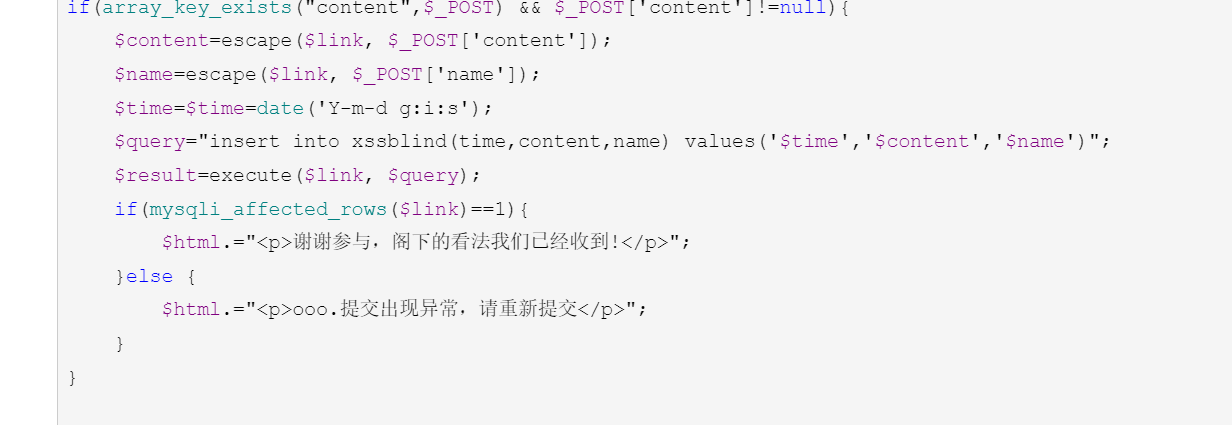 if(array_key_exists("content",$_POST) && $_POST['content']!=null){
    $content=escape($link, $_POST['content']);
    $name=escape($link, $_POST['name']);
    $time=$time=date('Y-m-d g:i:s');
    $query="insert into xssblind(time,content,name) values('$time','$content','$name')";
    $result=execute($link, $query);
    if(mysqli_affected_rows($link)==1){
        $html.="<p>谢谢参与，阁下的看法我们已经收到!</p>";
    }else {
        $html.="<p>ooo.提交出现异常，请重新提交</p>";
    }
}